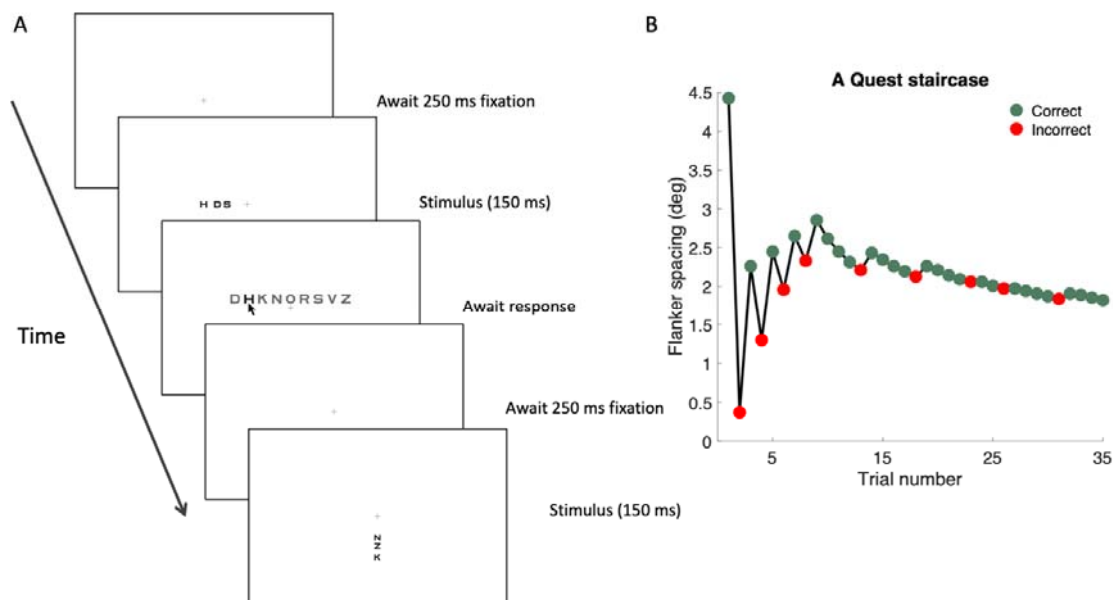 A
Await 250 ms fixation
H DS
Stimulus (150 ms)
DHKNORSVZ
Await response
Time
Await 250 ms fixation
Stimulus (150 ms)
N
Z
K
B
A Quest staircase
Correct
Incorrect
Flanker spacing (deg)
4.5
4
3.5
3
2.5
2
1.5
1
0.5
0
5 15 25 35
Trial number